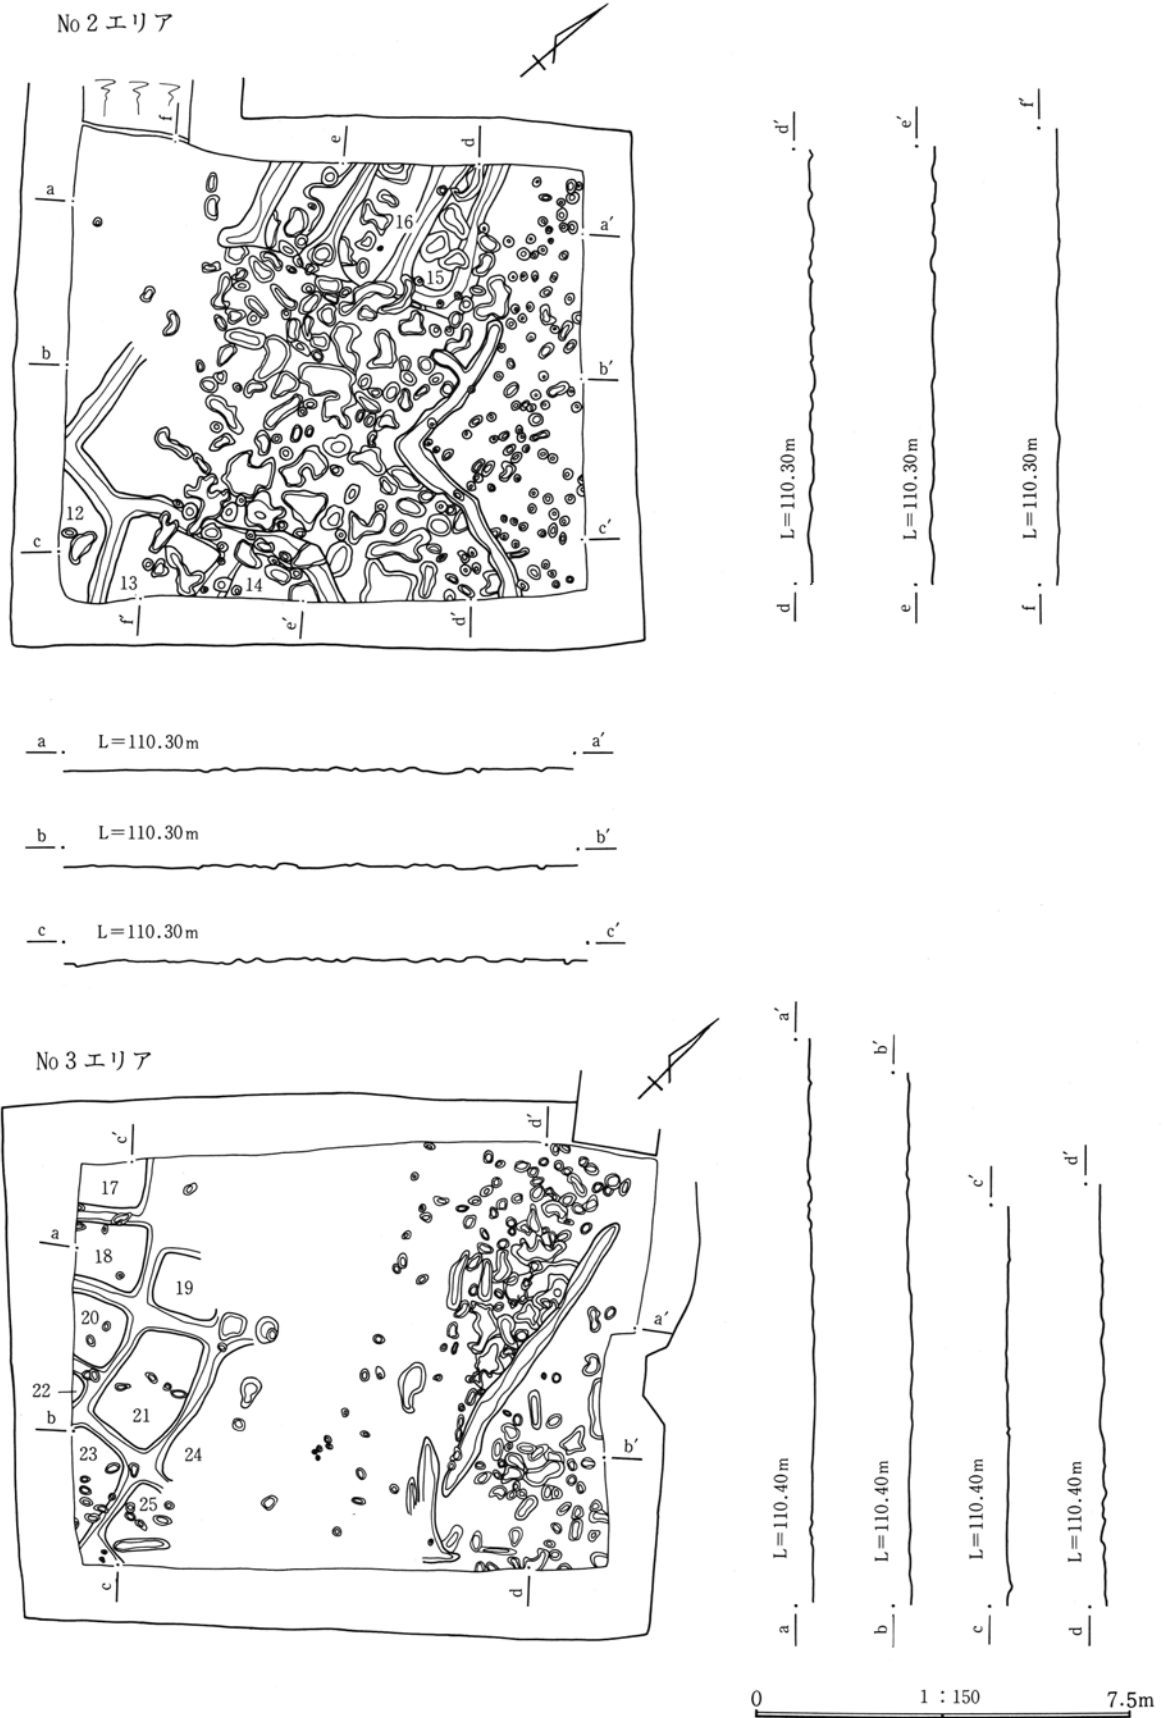 No 2 エリア
f
e
d
a
a′
16
15
b
b′
12
c
c′
13
14
f′
e′
d′
d′
e′
f′
L=110.30m
L=110.30m
L=110.30m
d
e
f
a L=110.30m a′
b L=110.30m b′
c L=110.30m c′
No 3 エリア
c′
d′
17
a
18
19
20
a′
22
21
b
b′
23
24
25
c
d
a′
b′
c′
d′
L=110.40m
L=110.40m
L=110.40m
L=110.40m
a
b
c
d
0 1 : 150 7.5m